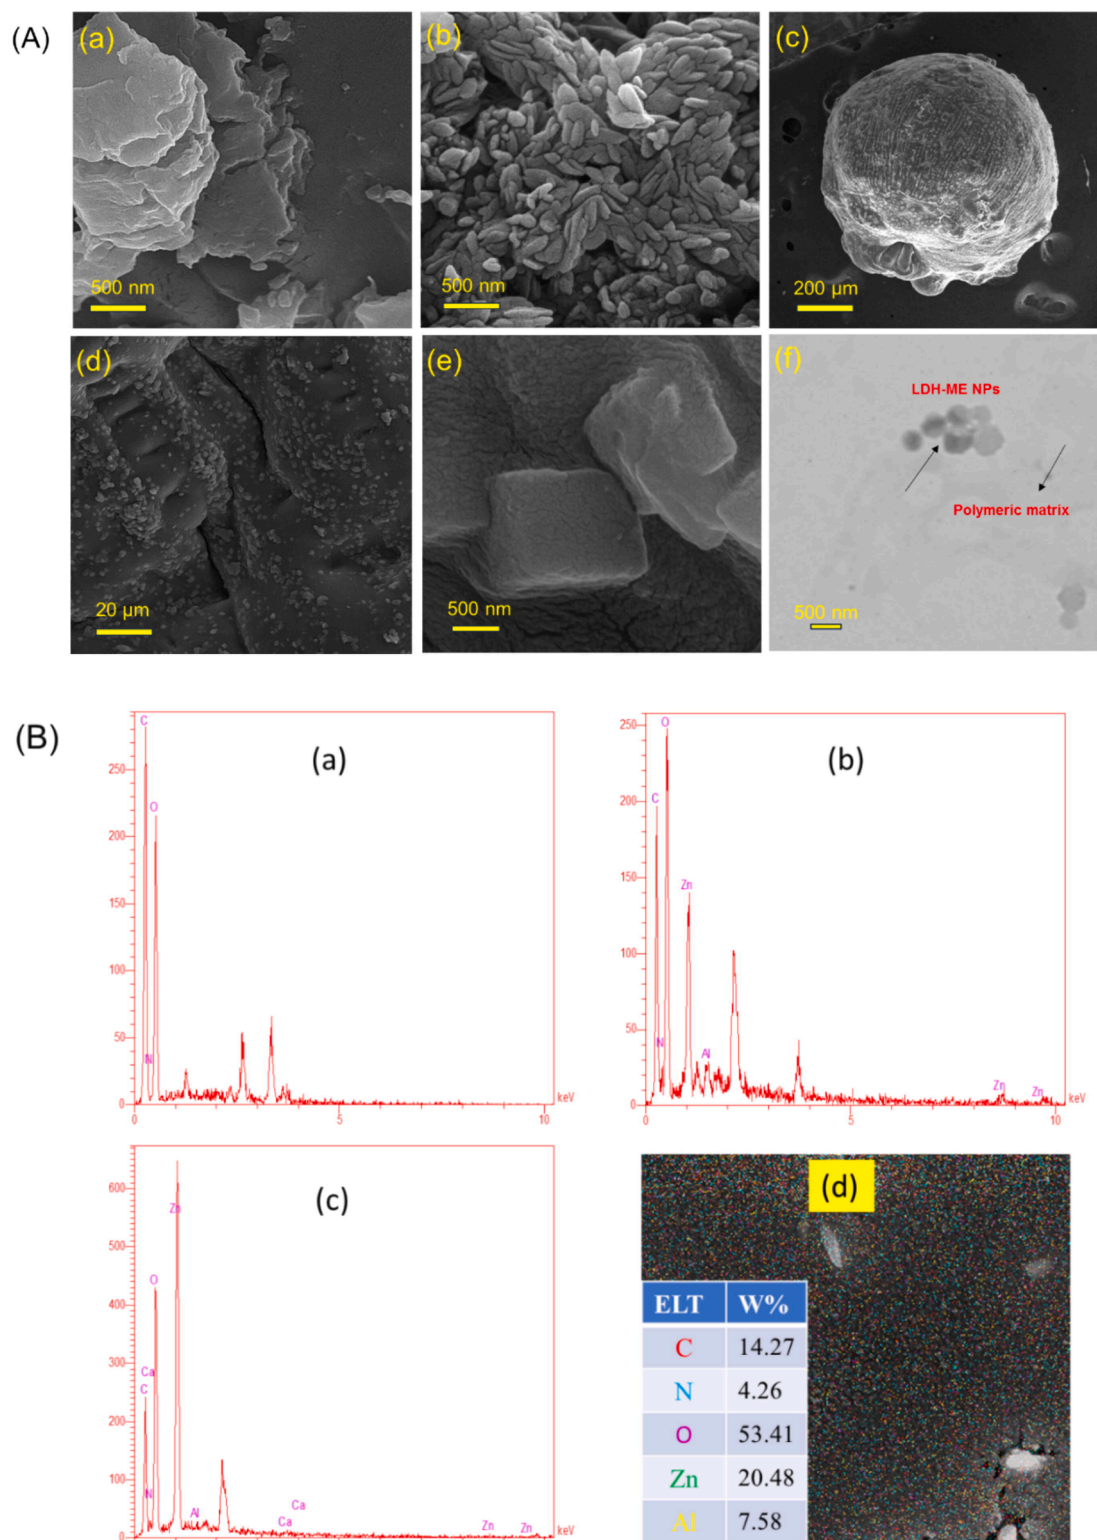 (A)
(a)
500 nm
(b)
500 nm
(c)
200 µm
(d)
20 µm
(e)
500 nm
(f)
LDH-ME NPs
Polymeric matrix
500 nm
(B)
(a)
C
O
N
250
200
150
100
50
0
0
5
10
keV
(b)
O
C
Zn
N
Al
Zn
Zn
250
200
150
100
50
0
0
5
10
keV
(c)
Zn
O
Ca
C
N
Al
Ca
Ca
Zn
Zn
600
500
400
300
200
100
0
(d)
ELT W%
C 14.27
N 4.26
O 53.41
Zn 20.48
Al 7.58